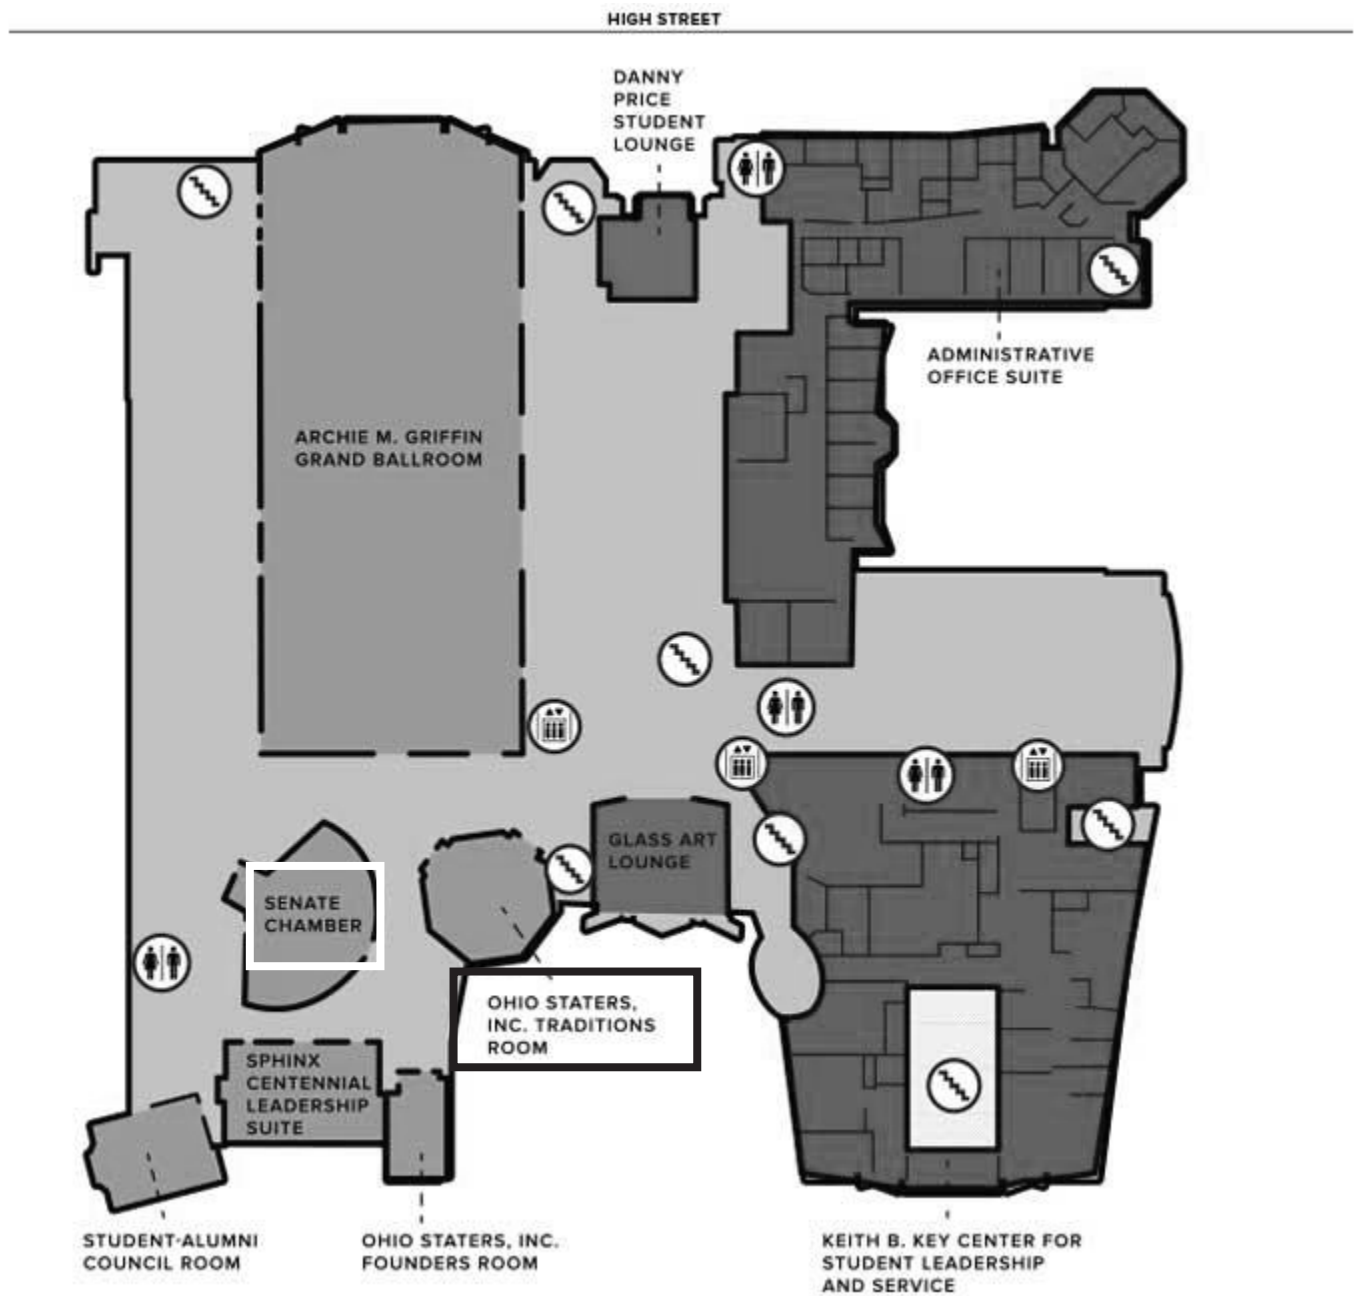 HIGH STREET
DANNY
PRICE
STUDENT
LOUNGE
ADMINISTRATIVE
OFFICE SUITE
ARCHIE M. GRIFFIN
GRAND BALLROOM
GLASS ART
LOUNGE
SENATE
CHAMBER
OHIO STATERS,
INC. TRADITIONS
ROOM
SPHINX
CENTENNIAL
LEADERSHIP
SUITE
STUDENT-ALUMNI
COUNCIL ROOM
OHIO STATERS, INC.
FOUNDERS ROOM
KEITH B. KEY CENTER FOR
STUDENT LEADERSHIP
AND SERVICE